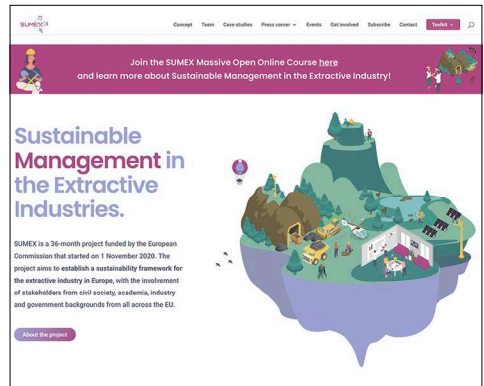 SUMEX
Concept Team Case studies Press corner Events Get involved Subscribe Contact Toolkit
Join the SUMEX Massive Open Online Course here
and learn more about Sustainable Management in the Extractive Industry!
Sustainable
Management in
the Extractive
Industries.
SUMEX is a 36-month project funded by the European
Commission that started on 1 November 2020. The
project aims to establish a sustainability framework for
the extractive industry in Europe, with the involvement
of stakeholders from civil society, academia, industry
and government backgrounds from all across the EU.
About the project